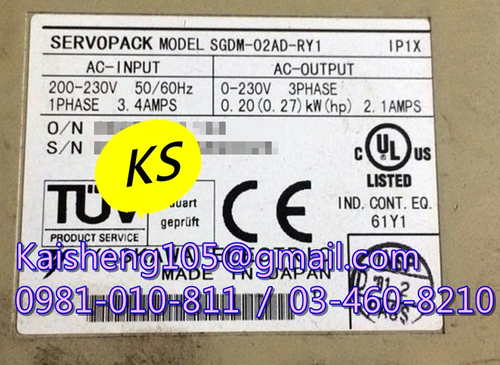 SERVOPACK MODEL SGDM-02AD-RY1 IP1X
AC-INPUT AC-OUTPUT
200-230V 50/60Hz 0-230V 3PHASE
1PHASE 3.4AMPS 0.20(0.27)kW(hp) 2.1AMPS
O/N
S/N
KS
C UL US
LISTED
IND. CONT. EQ.
61Y1
TÜV
PRODUCT SERVICE
geprüft
CE
Kaisheng105@gmail.com
MADE IN JAPAN
0981-010-811 / 03-460-8210